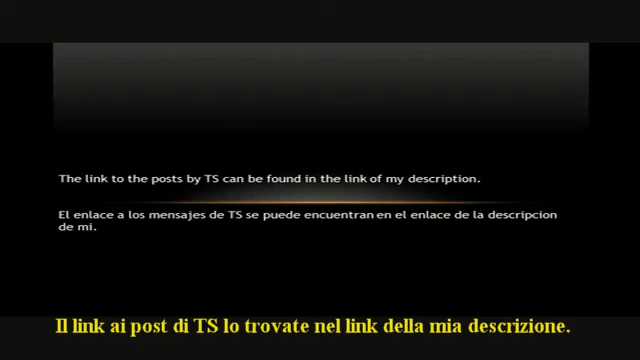 The link to the posts by TS can be found in the link of my description.
El enlace a los mensajes de TS se puede encuentran en el enlace de la descripcion
de mi.
Il link ai post di TS lo trovate nel link della mia descrizione.